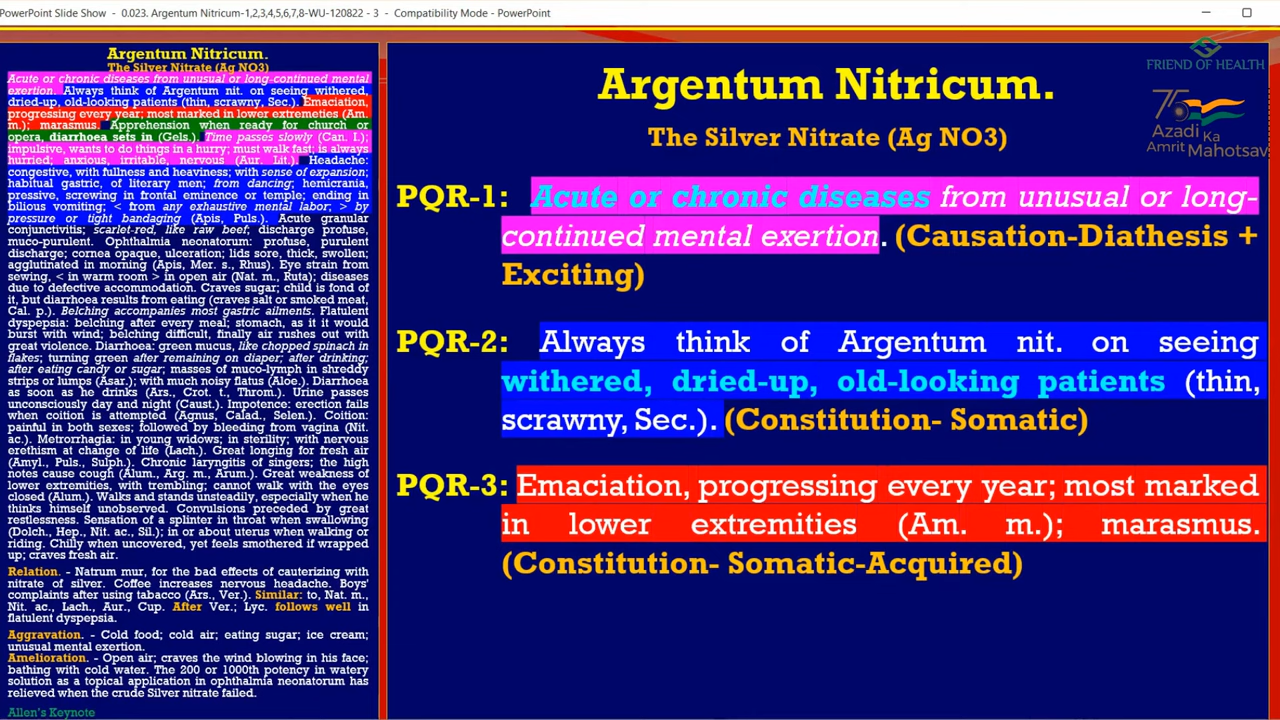 PowerPoint Slide Show - 0.023. Argentum Nitricum-1,2,3,4,5,6,7,8-WU-120822 - 3 - Compatibility Mode - PowerPoint
Argentum Nitricum.
The Silver Nitrate (Ag NO3)
Acute or chronic diseases from unusual or long-continued mental
exertion. Always think of Argentum nit. on seeing withered,
dried-up, old-looking patients (thin, scrawny, Sec.). Emaciation,
progressing every year; most marked in lower extremeties (Am.
m.); marasmus. Apprehension when ready for church or
opera, diarrhoea sets in (Gels.). Time passes slowly (Can. I.);
impulsive, wants to do things in a hurry; must walk fast; is always
hurried; anxious, irritable, nervous (Aur. Lit.). Headache:
congestive, with fullness and heaviness; with sense of expansion;
habitual gastric, of literary men; from dancing; hemicrania,
pressive, screwing in frontal eminence or temple; ending in
bilious vomiting; < from any exhaustive mental labor; > by
pressure or tight bandaging (Apis, Puls.). Acute granular
conjunctivitis; scarlet-red, like raw beef; discharge profuse,
muco-purulent. Ophthalmia neonatorum: profuse, purulent
discharge; cornea opaque, ulceration; lids sore, thick, swollen;
agglutinated in morning (Apis, Mer. s., Rhus). Eye strain from
sewing, < in warm room > in open air (Nat. m., Ruta); diseases
due to defective accommodation. Craves sugar; child is fond of
it, but diarrhoea results from eating (craves salt or smoked meat,
Cal. p.). Belching accompanies most gastric ailments. Flatulent
dyspepsia: belching after every meal; stomach, as it it would
burst with wind; belching difficult, finally air rushes out with
great violence. Diarrhoea: green mucus, like chopped spinach in
flakes; turning green after remaining on diaper; after drinking;
after eating candy or sugar; masses of muco-lymph in shreddy
strips or lumps (Asar.); with much noisy flatus (Aloe.). Diarrhoea
as soon as he drinks (Ars., Crot. t., Throm.). Urine passes
unconsciously day and night (Caust.). Impotence: erection fails
when coition is attempted (Agnus, Calad., Selen.). Coition:
painful in both sexes; followed by bleeding from vagina (Nit.
ac.). Metrorrhagia: in young widows; in sterility; with nervous
erethism at change of life (Lach.). Great longing for fresh air
(Amyl., Puls., Sulph.). Chronic laryngitis of singers; the high
notes cause cough (Alum., Arg. m., Arum.). Great weakness of
lower extremities, with trembling; cannot walk with the eyes
closed (Alum.). Walks and stands unsteadily, especially when he
thinks himself unobserved. Convulsions preceded by great
restlessness. Sensation of a splinter in throat when swallowing
(Dolch., Hep., Nit. ac., Sil.); in or about uterus when walking or
riding. Chilly when uncovered, yet feels smothered if wrapped
up; craves fresh air.
Relation. - Natrum mur, for the bad effects of cauterizing with
nitrate of silver. Coffee increases nervous headache. Boys'
complaints after using tabacco (Ars., Ver.). Similar: to, Nat. m.,
Nit. ac., Lach., Aur., Cup. After Ver.; Lyc. follows well in
flatulent dyspepsia.
Aggravation. - Cold food; cold air; eating sugar; ice cream;
unusual mental exertion.
Amelioration. - Open air; craves the wind blowing in his face;
bathing with cold water. The 200 or 1000th potency in watery
solution as a topical application in ophthalmia neonatorum has
relieved when the crude Silver nitrate failed.
Allen's Keynote
Argentum Nitricum.
The Silver Nitrate (Ag NO3)
PQR-1: Acute or chronic diseases from unusual or long-
continued mental exertion. (Causation-Diathesis +
Exciting)
PQR-2: Always think of Argentum nit. on seeing
withered, dried-up, old-looking patients (thin,
scrawny, Sec.). (Constitution- Somatic)
PQR-3: Emaciation, progressing every year; most marked
in lower extremities (Am. m.); marasmus.
(Constitution- Somatic-Acquired)
FRIEND OF HEALTH
75
Azadi
Ka
Amrit Mahotsav